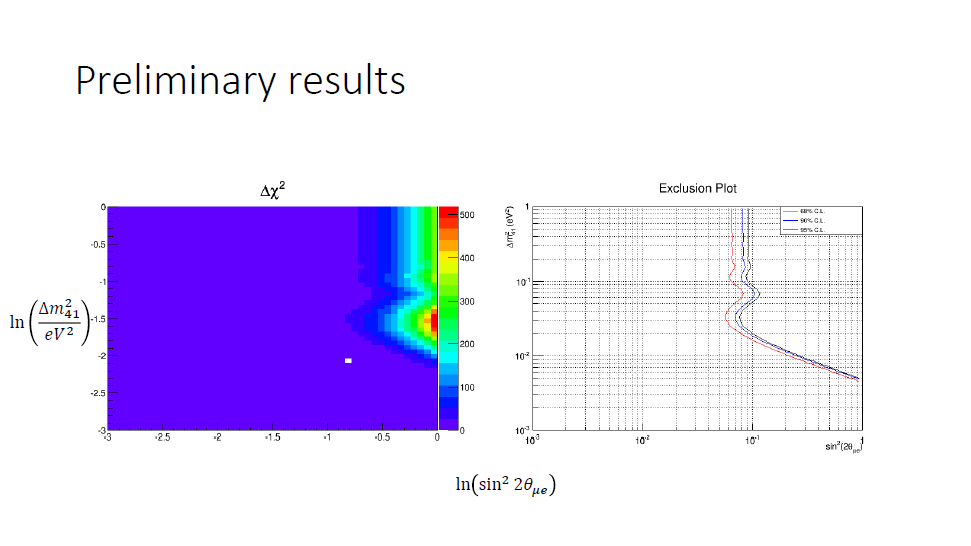 Preliminary results
Δχ²
Exclusion Plot
ln(Δm²₄₁/eV²)
0
-0.5
-1
-1.5
-2
-2.5
-3
-3
-2.5
-2
-1.5
-1
-0.5
0
500
400
300
200
100
0
Δm²₄₁ (eV²)
1
10⁻¹
10⁻²
10⁻³
10⁻³
10⁻²
10⁻¹
1
68% C.L.
90% C.L.
95% C.L.
sin²(2θμe)
ln(sin² 2θμe)